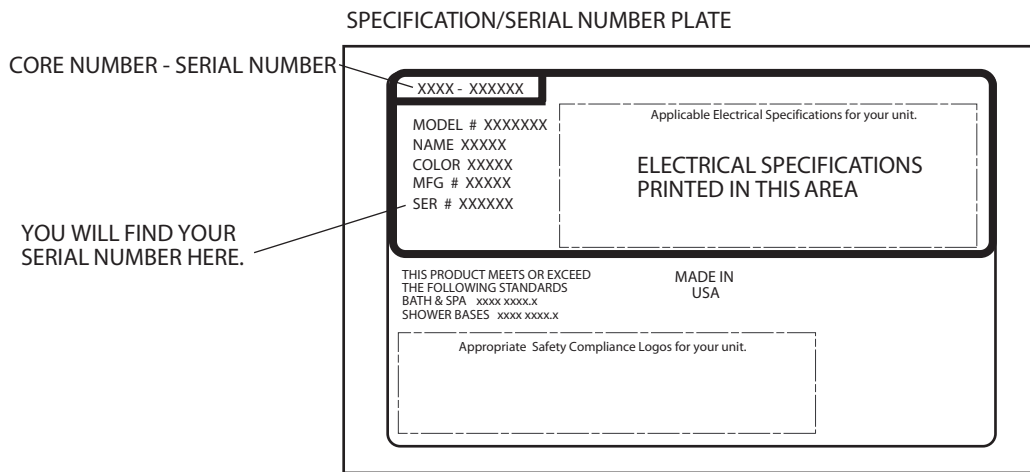 SPECIFICATION/SERIAL NUMBER PLATE
CORE NUMBER - SERIAL NUMBER
XXXX - XXXXXX
MODEL # XXXXXXX
NAME XXXXX
COLOR XXXXX
MFG # XXXXX
SER # XXXXXX
Applicable Electrical Specifications for your unit.
ELECTRICAL SPECIFICATIONS
PRINTED IN THIS AREA
YOU WILL FIND YOUR
SERIAL NUMBER HERE.
THIS PRODUCT MEETS OR EXCEED
THE FOLLOWING STANDARDS
BATH & SPA xxxx xxxx.x
SHOWER BASES xxxx xxxx.x
MADE IN
USA
Appropriate Safety Compliance Logos for your unit.